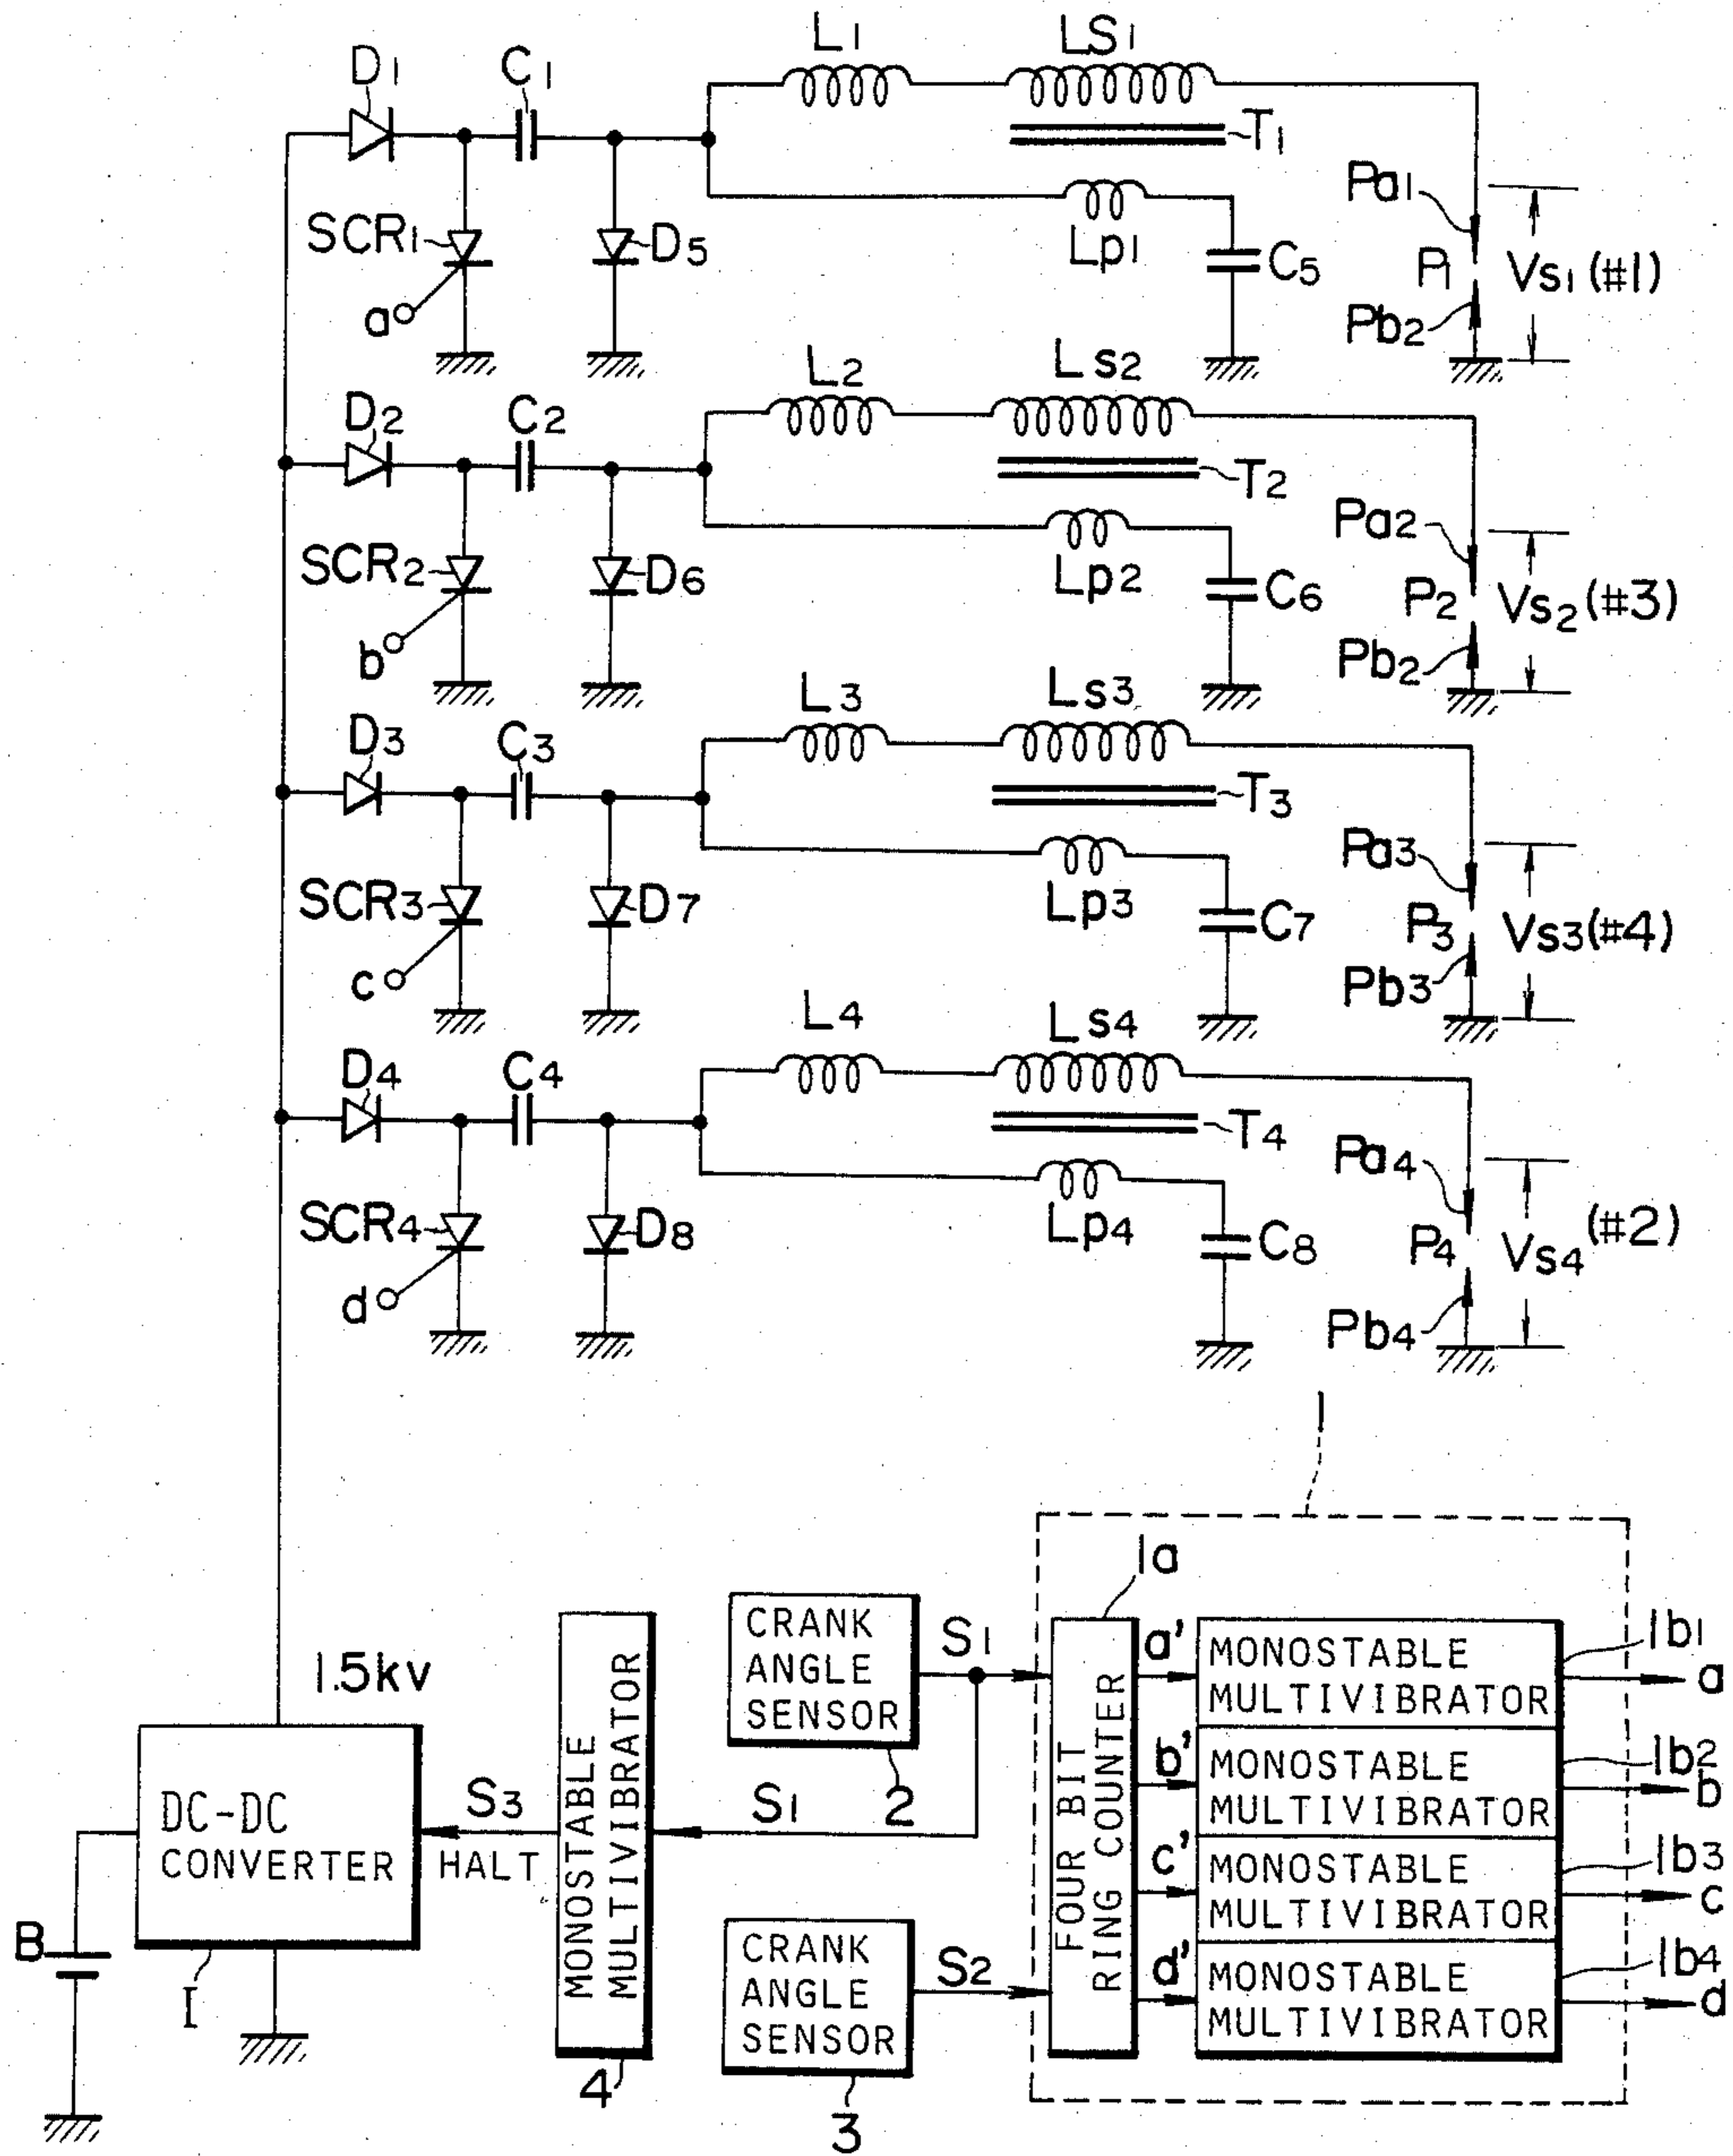 L1 LS1
D1 C1
T1
Pa1
SCR1 D5 Lp1 C5 P1 Vs1 (#1)
a Pb2
L2 Ls2
D2 C2
T2
Pa2
SCR2 D6 Lp2 C6 P2 Vs2 (#3)
b Pb2
L3 Ls3
D3 C3
T3
Pa3
SCR3 D7 Lp3 C7 P3 Vs3 (#4)
c Pb3
L4 Ls4
D4 C4
T4
Pa4
SCR4 D8 Lp4 C8 P4 Vs4 (#2)
d Pb4
1
1a
1.5kv
DC-DC
CONVERTER
B
I
S3
HALT
MONOSTABLE
MULTIVIBRATOR
4
CRANK
ANGLE
SENSOR
2
S1
S1
CRANK
ANGLE
SENSOR
3
S2
FOUR BIT
RING COUNTER
a'
MONOSTABLE
MULTIVIBRATOR
1b1
a
b'
MONOSTABLE
MULTIVIBRATOR
1b2
b
c'
MONOSTABLE
MULTIVIBRATOR
1b3
c
d'
MONOSTABLE
MULTIVIBRATOR
1b4
d